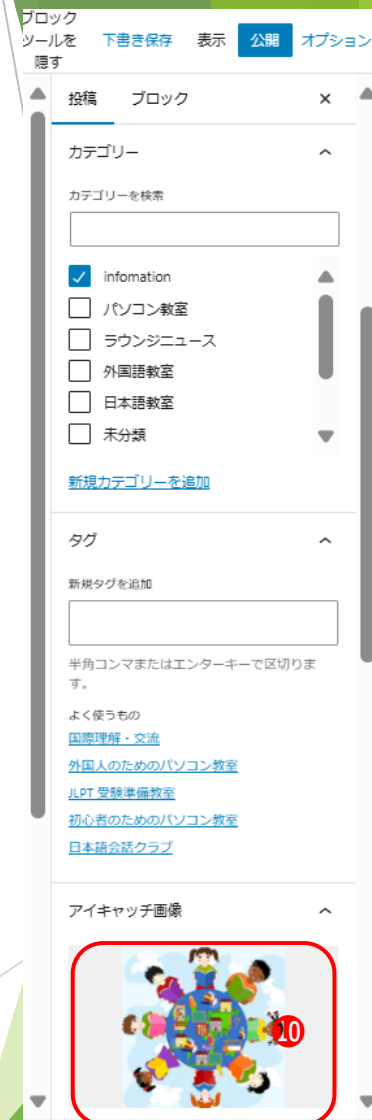 ブロック
ツールを
隠す
下書き保存 表示 公開 オプション
投稿 ブロック ×
カテゴリー
カテゴリーを検索
infomation
パソコン教室
ラウンジニュース
外国語教室
日本語教室
未分類
新規カテゴリーを追加
タグ
新規タグを追加
半角コンマまたはエンターキーで区切りま
す。
よく使うもの
国際理解・交流
外国人のためのパソコン教室
JLPT 受験準備教室
初心者のためのパソコン教室
日本語会話クラブ
アイキャッチ画像
❿